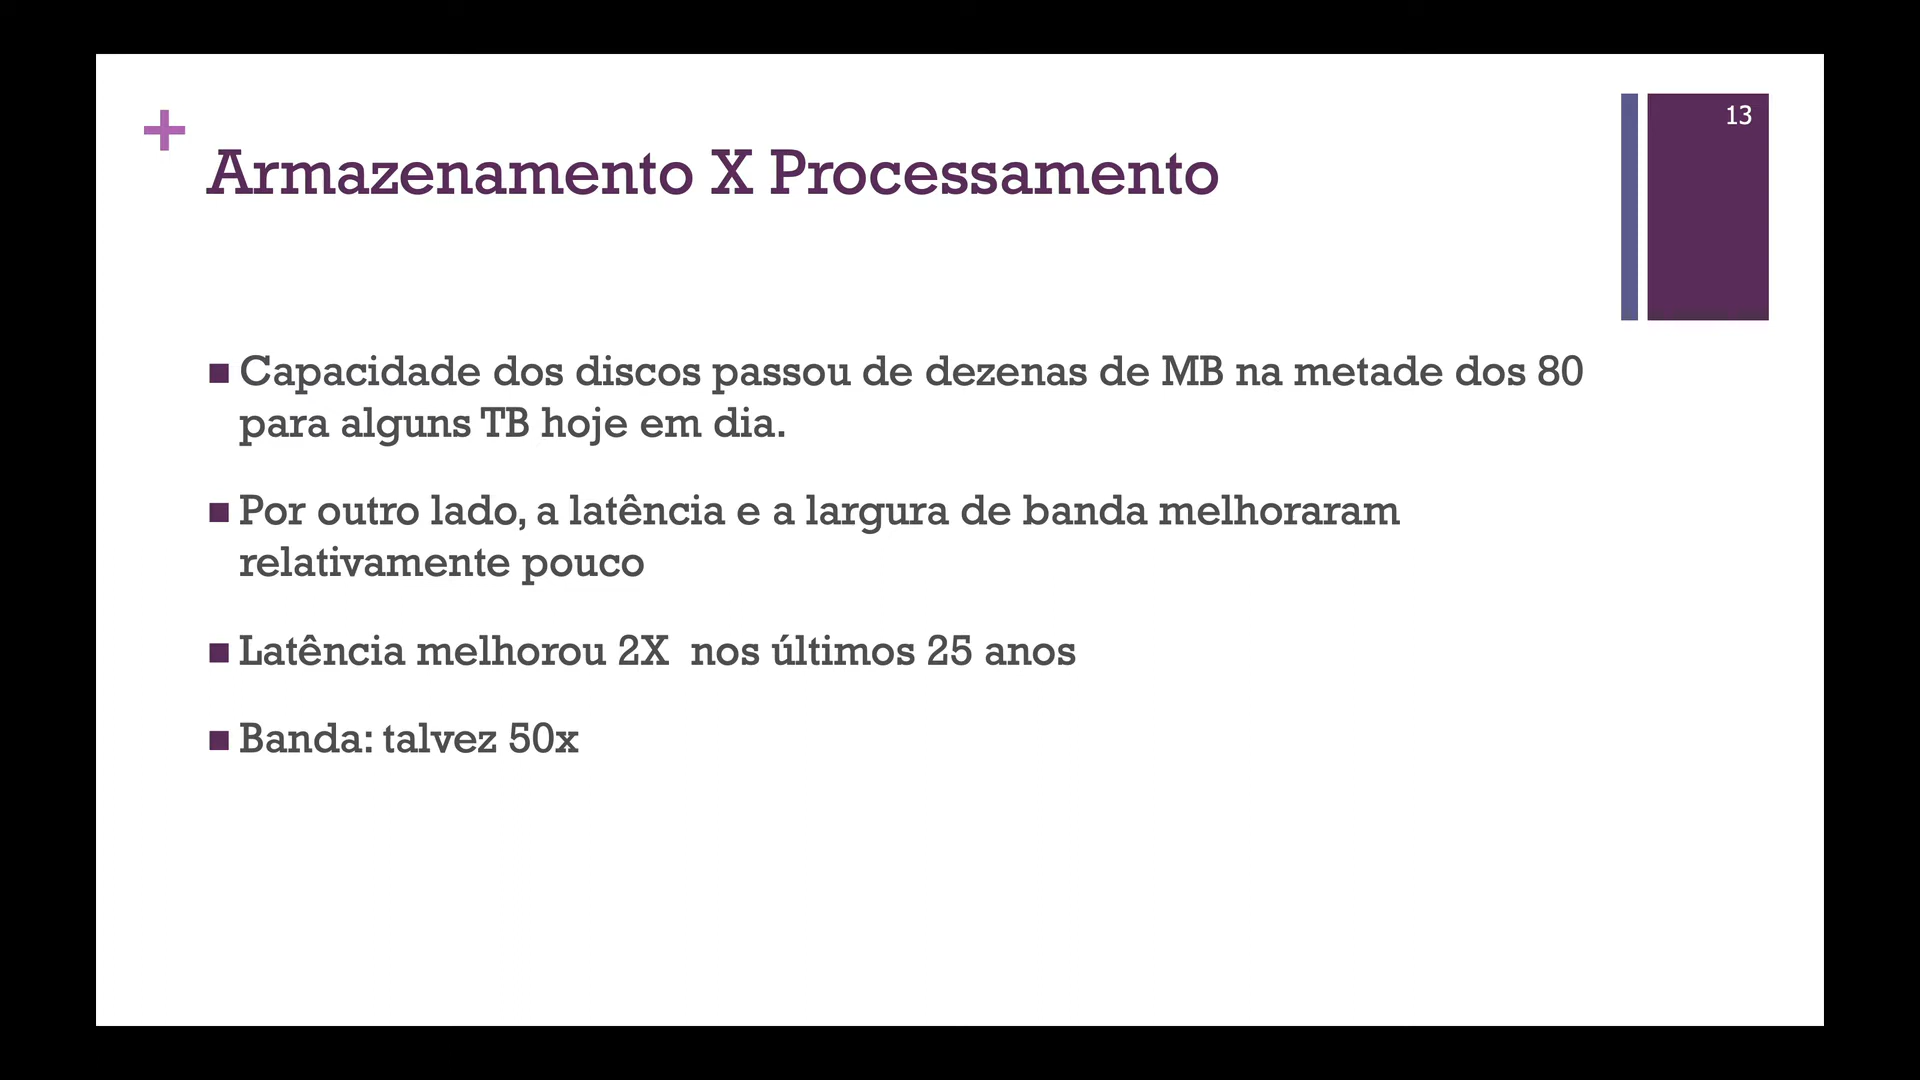 13
Armazenamento X Processamento
Capacidade dos discos passou de dezenas de MB na metade dos 80
para alguns TB hoje em dia.
Por outro lado, a latência e a largura de banda melhoraram
relativamente pouco
Latência melhorou 2X  nos últimos 25 anos
Banda: talvez 50x